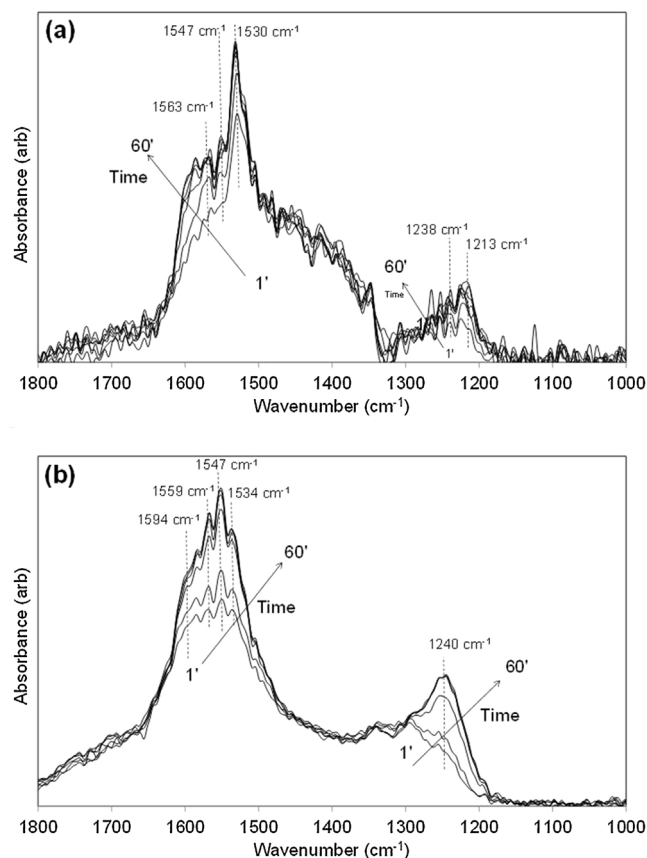 (a)
1547 cm-1
1530 cm-1
1563 cm-1
60'
Time
1'
1238 cm-1
1213 cm-1
60'
Time
1'
1'
Absorbance (arb)
1800 1700 1600 1500 1400 1300 1200 1100 1000
Wavenumber (cm-1)
(b)
1547 cm-1
1559 cm-1
1534 cm-1
1594 cm-1
60'
Time
1'
1240 cm-1
60'
Time
1'
Absorbance (arb)
1800 1700 1600 1500 1400 1300 1200 1100 1000
Wavenumber (cm-1)